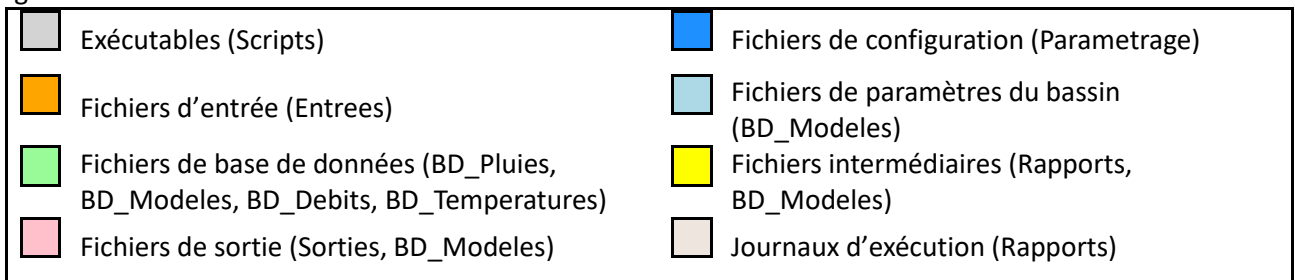 Exécutables (Scripts)
Fichiers de configuration (Parametrage)
Fichiers d’entrée (Entrees)
Fichiers de paramètres du bassin
(BD_Modeles)
Fichiers de base de données (BD_Pluies,
BD_Modeles, BD_Debits, BD_Temperatures)
Fichiers intermédiaires (Rapports,
BD_Modeles)
Fichiers de sortie (Sorties, BD_Modeles)
Journaux d’exécution (Rapports)